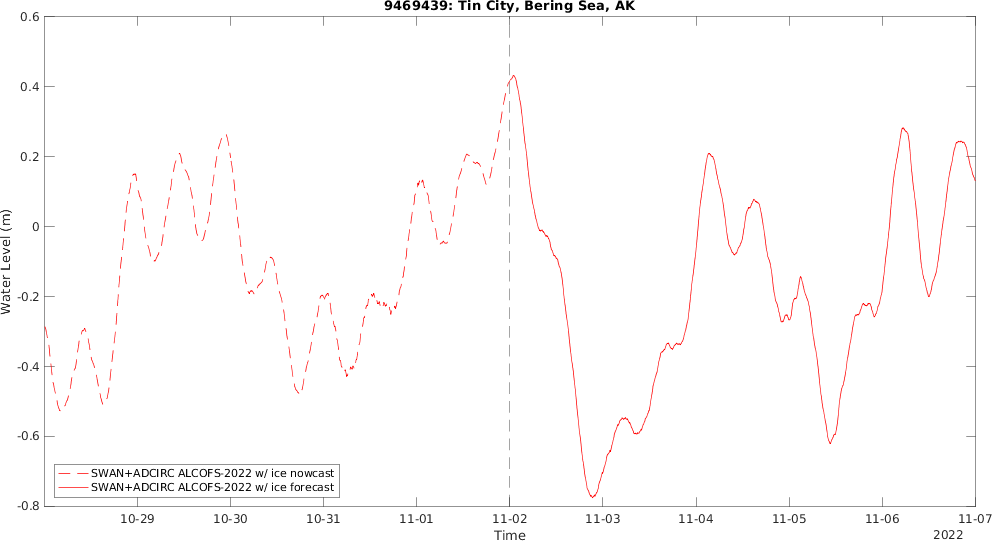 9469439: Tin City, Bering Sea, AK
0.6
0.4
0.2
0
-0.2
-0.4
-0.6
-0.8
Water Level (m)
SWAN+ADCIRC ALCOFS-2022 w/ ice nowcast
SWAN+ADCIRC ALCOFS-2022 w/ ice forecast
10-29 10-30 10-31 11-01 11-02 11-03 11-04 11-05 11-06 11-07
Time
2022